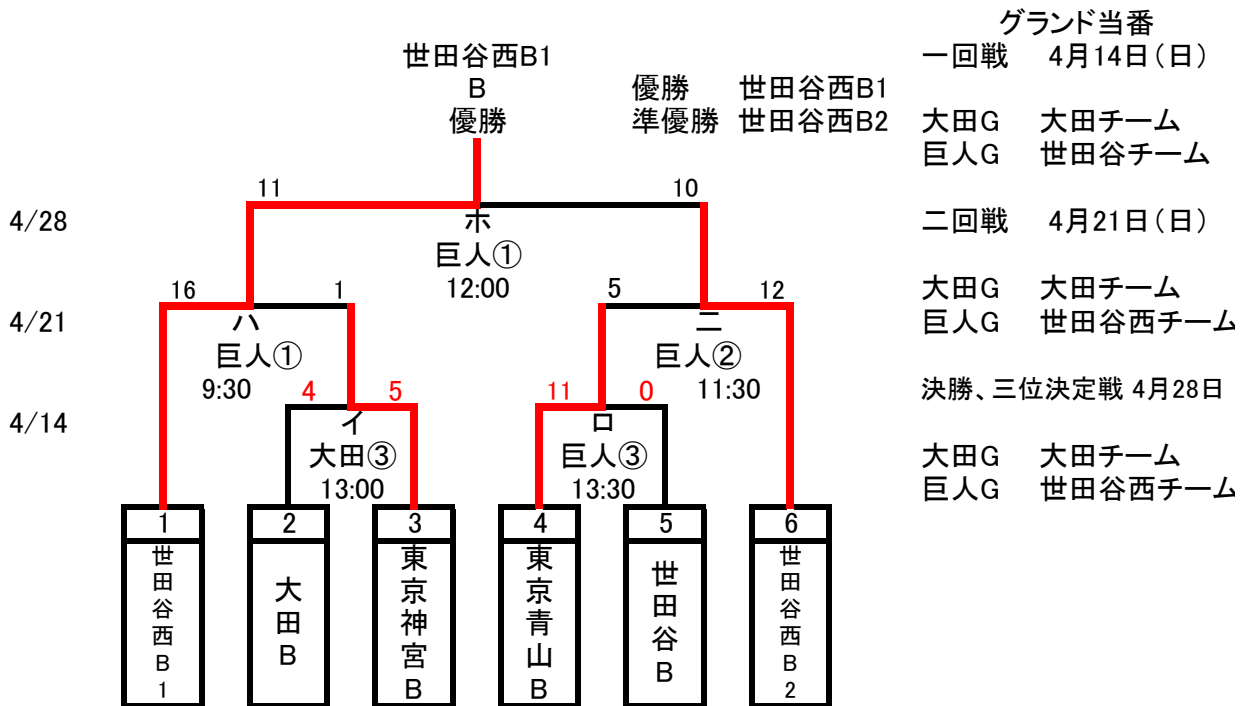 グランド当番
世田谷西B1
B
優勝
優勝 世田谷西B1
準優勝 世田谷西B2
一回戦 4月14日(日)
大田G 大田チーム
巨人G 世田谷チーム
二回戦 4月21日(日)
大田G 大田チーム
巨人G 世田谷西チーム
決勝、三位決定戦 4月28日
大田G 大田チーム
巨人G 世田谷西チーム
4/28
11
10
ホ
巨人①
12:00
4/21
16
1
ハ
巨人①
9:30
5
12
ニ
巨人②
11:30
4/14
4
5
イ
大田③
13:00
11
0
ロ
巨人③
13:30
1
2
3
4
5
6
世田谷西B1
大田B
東京神宮B
東京青山B
世田谷B
世田谷西B2